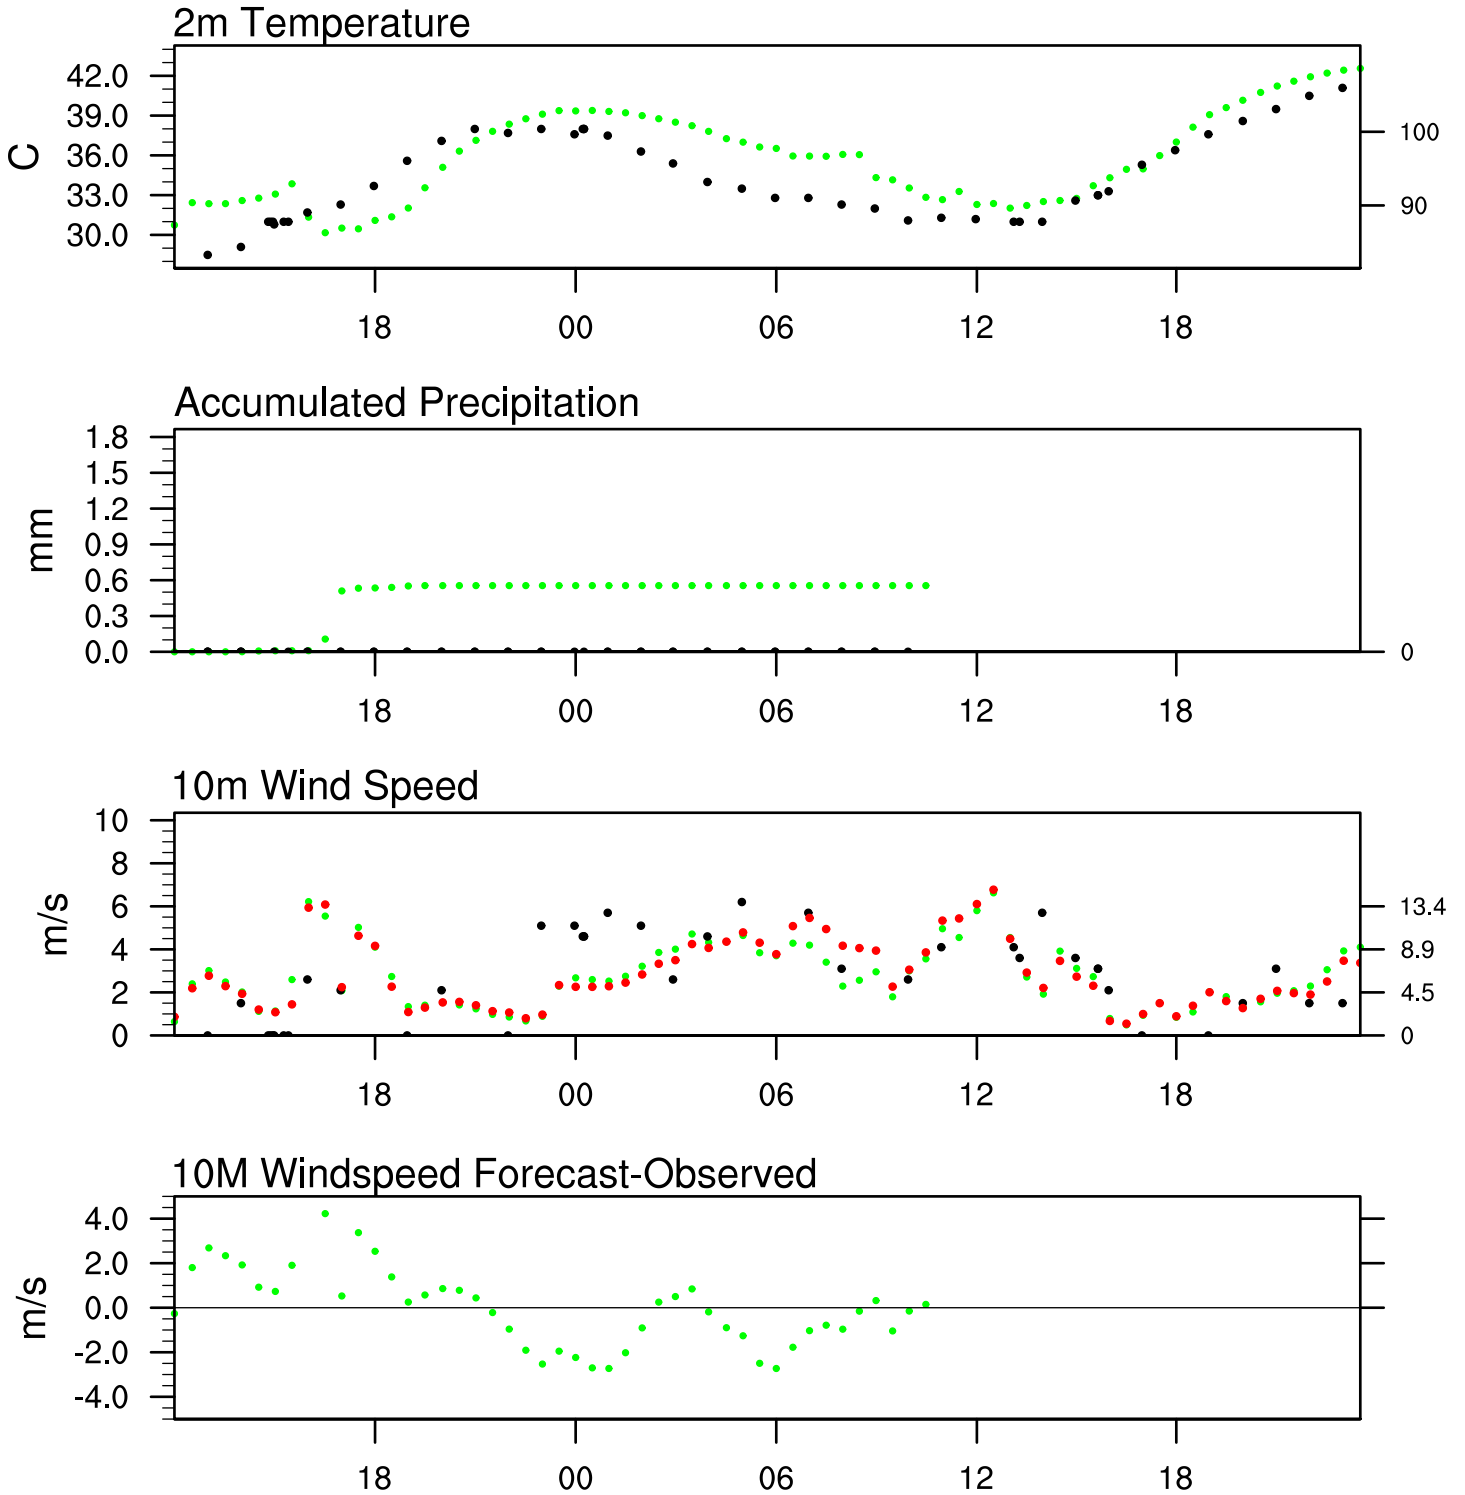 2m Temperature
42.0
39.0
36.0
33.0
30.0
C
100
90
18 00 06 12 18
Accumulated Precipitation
1.8
1.5
1.2
0.9
0.6
0.3
0.0
mm
0
18 00 06 12 18
10m Wind Speed
10
8
6
4
2
0
m/s
13.4
8.9
4.5
0
18 00 06 12 18
10M Windspeed Forecast-Observed
4.0
2.0
0.0
-2.0
-4.0
m/s
18 00 06 12 18